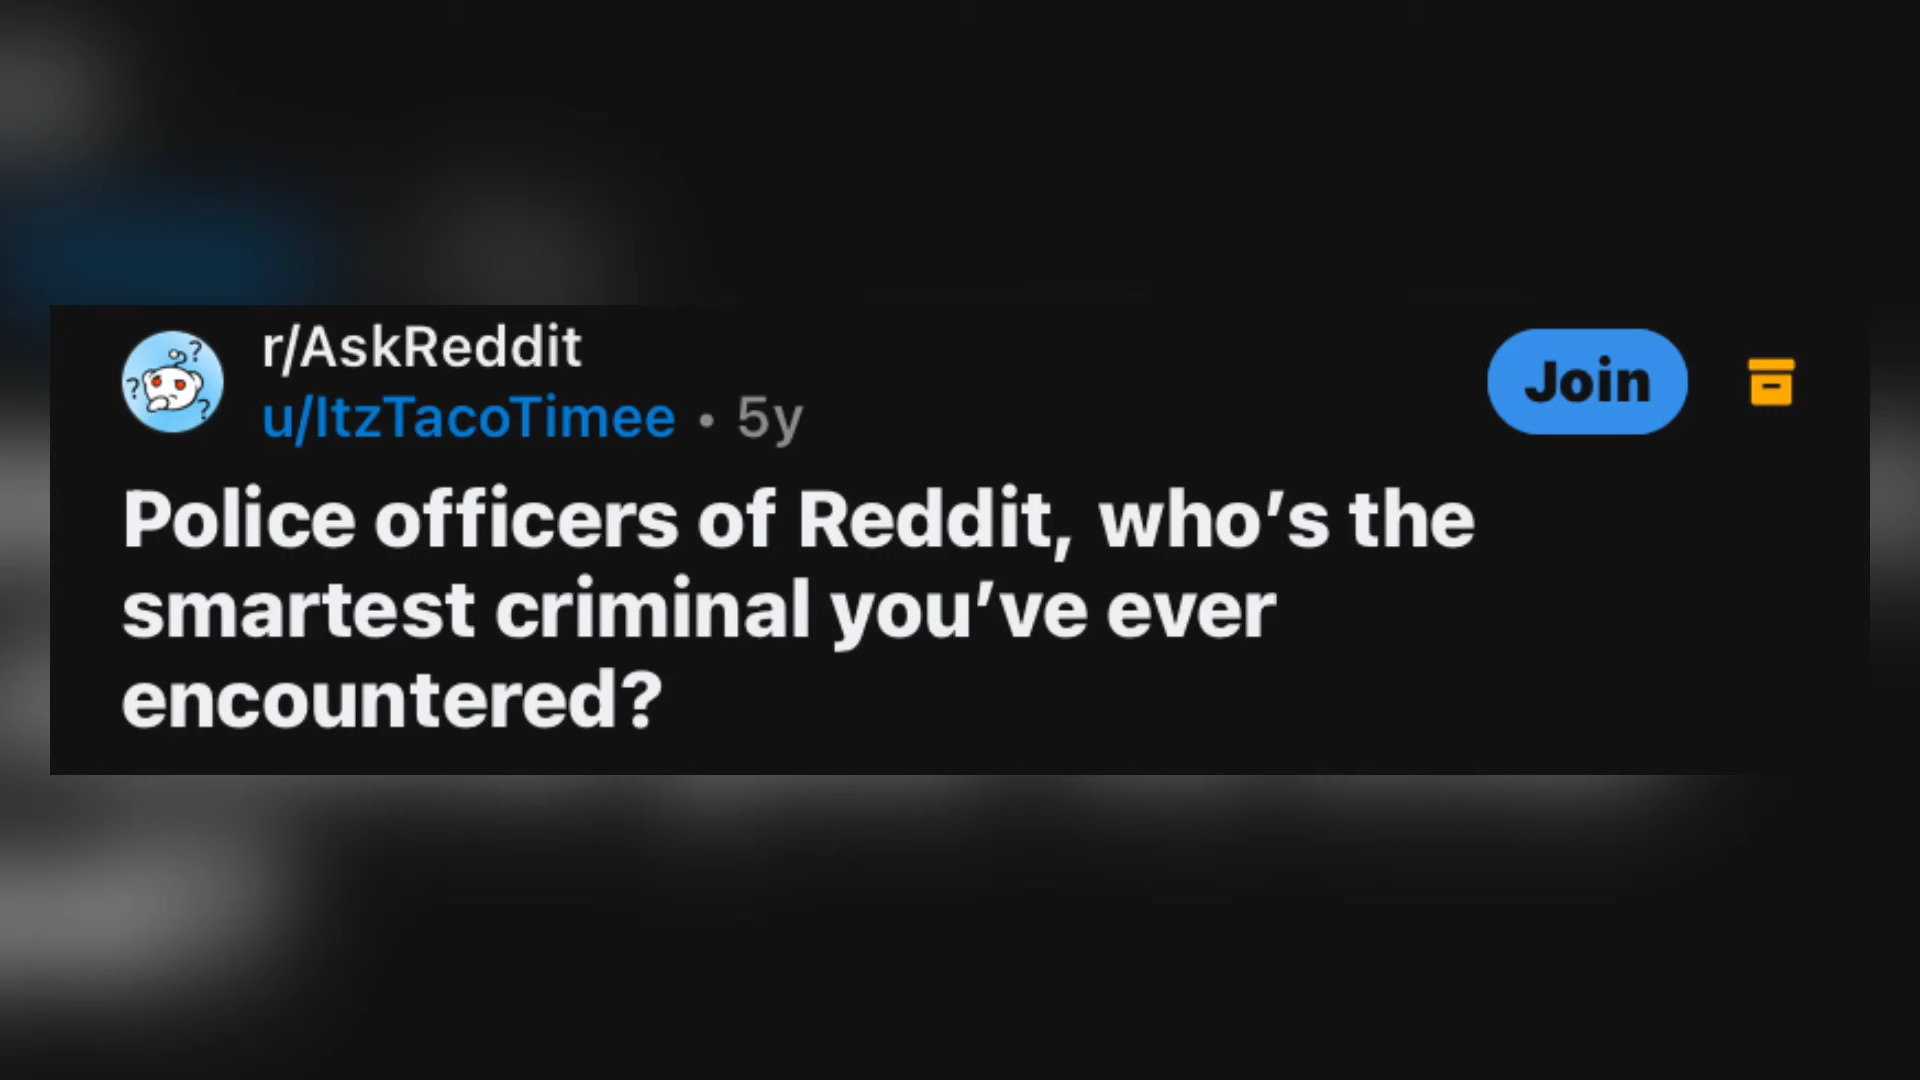 r/AskReddit
u/ItzTacoTimee • 5y
Join
Police officers of Reddit, who’s the
smartest criminal you’ve ever
encountered?